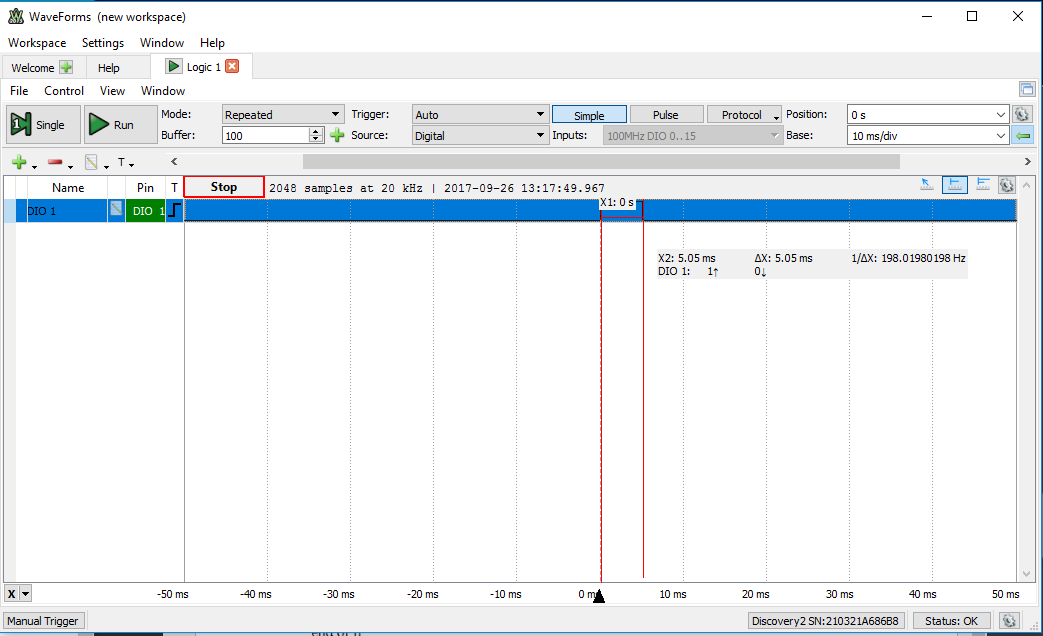 WaveForms (new workspace)
Workspace Settings Window Help
Welcome Help Logic 1
File Control View Window
1 Single Run Mode: Repeated Trigger: Auto Simple Pulse Protocol Position: 0 s
Buffer: 100 Source: Digital Inputs: 100MHz DIO 0..15 Base: 10 ms/div
T
Name Pin T Stop 2048 samples at 20 kHz | 2017-09-26 13:17:49.967
X1: 0 s
DIO 1 DIO 1
X2: 5.05 ms ΔX: 5.05 ms 1/ΔX: 198.01980198 Hz
DIO 1: 1↑ 0↓
X -50 ms -40 ms -30 ms -20 ms -10 ms 0 ms 10 ms 20 ms 30 ms 40 ms 50 ms
Manual Trigger Discovery2 SN:210321A686B8 Status: OK